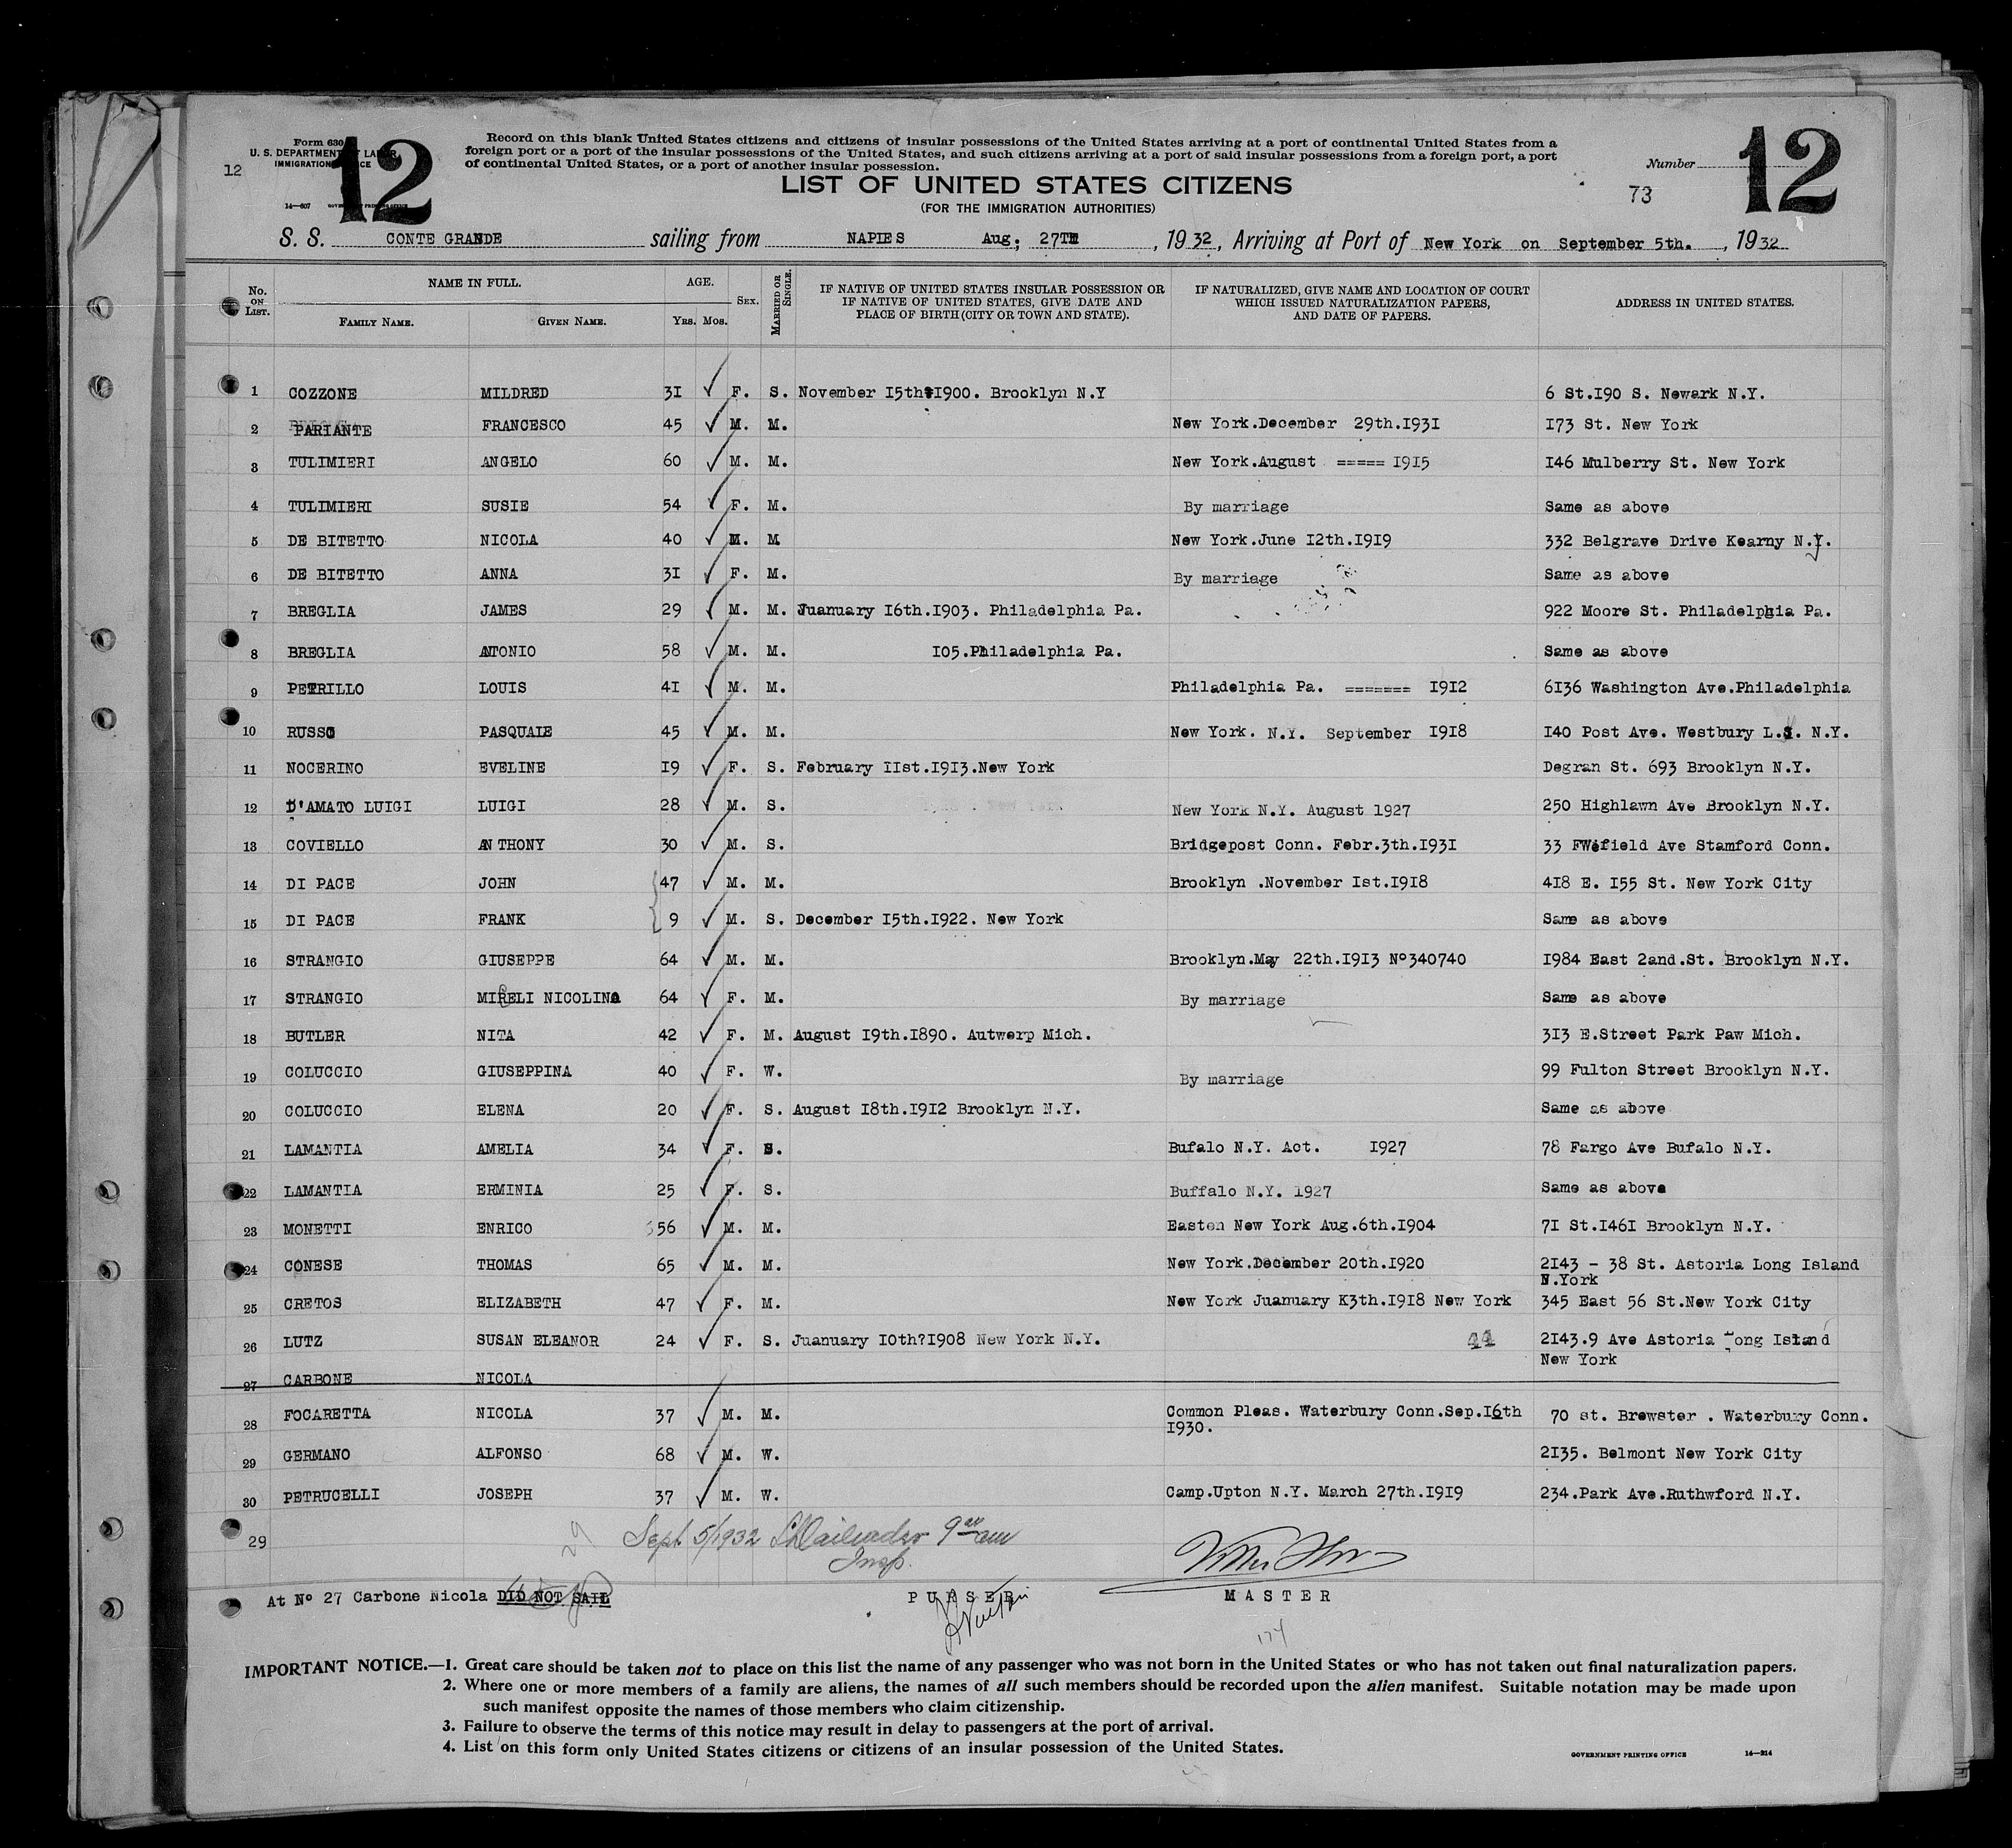 12
Form 630
U. S. DEPARTMENT OF LABOR
IMMIGRATION SERVICE
14—607 GOVERNMENT PRINTING OFFICE
12
Record on this blank United States citizens and citizens of insular possessions of the United States arriving at a port of continental United States from a
foreign port or a port of the insular possessions of the United States, and such citizens arriving at a port of said insular possessions from a foreign port, a port
of continental United States, or a port of another insular possession.
LIST OF UNITED STATES CITIZENS
(FOR THE IMMIGRATION AUTHORITIES)
Number
73
12
S. S. CONTE GRANDE sailing from NAPIES Aug; 27TH, 1932, Arriving at Port of New York on September 5th., 1932
No. ON LIST. NAME IN FULL. FAMILY NAME. GIVEN NAME. AGE. YRS. MOS. SEX. MARRIED OR SINGLE. IF NATIVE OF UNITED STATES INSULAR POSSESSION OR IF NATIVE OF UNITED STATES, GIVE DATE AND PLACE OF BIRTH (CITY OR TOWN AND STATE). IF NATURALIZED, GIVE NAME AND LOCATION OF COURT WHICH ISSUED NATURALIZATION PAPERS, AND DATE OF PAPERS. ADDRESS IN UNITED STATES.
1 COZZONE MILDRED 31 F. S. November 15th 1900. Brooklyn N.Y 6 St.190 S. Newark N.Y.
2 PARIANTE FRANCESCO 45 M. M. New York.December 29th.1931 173 St. New York
3 TULIMIERI ANGELO 60 M. M. New York.August ===== 1915 146 Mulberry St. New York
4 TULIMIERI SUSIE 54 F. M. By marriage Same as above
5 DE BITETTO NICOLA 40 M. M New York.June 12th.1919 332 Belgrave Drive Kearny N.J.
6 DE BITETTO ANNA 31 F. M. By marriage Same as above
7 BREGLIA JAMES 29 M. M. Juanuary 16th.1903. Philadelphia Pa. 922 Moore St. Philadelpgia Pa.
8 BREGLIA ANTONIO 58 M. M. 105.Philadelphia Pa. Same as above
9 PETRILLO LOUIS 41 M. M. Philadelphia Pa. ======= 1912 6136 Washington Ave.Philadelphia
10 RUSSO PASQUALE 45 M. M. New York. N.Y. September 1918 140 Post Ave. Westbury L.I. N.Y.
11 NOCERINO EVELINE 19 F. S. February 11st.1913.New York Degran St. 693 Brooklyn N.Y.
12 D'AMATO LUIGI LUIGI 28 M. S. New York N.Y. August 1927 250 Highlawn Ave Brooklyn N.Y.
13 COVIELLO AN THONY 30 M. S. Bridgepost Conn. Febr.3th.1931 33 FWefield Ave Stamford Conn.
14 DI PACE JOHN 47 M. M. Brooklyn .November 1st.1918 418 E. 155 St. New York City
15 DI PACE FRANK 9 M. S. December 15th.1922. New York Same as above
16 STRANGIO GIUSEPPE 64 M. M. Brooklyn.May 22th.1913 Nº340740 1984 East 2and.St. Brooklyn N.Y.
17 STRANGIO MICELI NICOLINA 64 F. M. By marriage Same as above
18 BUTLER NITA 42 F. M. August 19th.1890. Autwerp Mich. 313 E.Street Park Paw Mich.
19 COLUCCIO GIUSEPPINA 40 F. W. By marriage 99 Fulton Street Brooklyn N.Y.
20 COLUCCIO ELENA 20 F. S. August 18th.1912 Brooklyn N.Y. Same as above
21 LAMANTIA AMELIA 34 F. S. Bufalo N.Y. Act. 1927 78 Fargo Ave Bufalo N.Y.
22 LAMANTIA ERMINIA 25 F. S. Buffalo N.Y. 1927 Same as above
23 MONETTI ENRICO 56 M. M. Easten New York Aug.6th.1904 71 St.1461 Brooklyn N.Y.
24 CONESE THOMAS 65 M. M. New York.December 20th.1920 2143 - 38 St. Astoria Long Island
N.York
25 CRETOS ELIZABETH 47 F. M. New York Juanuary K3th.1918 New York 345 East 56 St.New York City
26 LUTZ SUSAN ELEANOR 24 F. S. Juanuary 10th?1908 New York N.Y. 44 2143.9 Ave Astoria Long Island
New York
27 CARBONE NICOLA
28 FOCARETTA NICOLA 37 M. M. Common Pleas. Waterbury Conn.Sep.16th 70 st. Brewster . Waterbury Conn.
1930.
29 GERMANO ALFONSO 68 M. W. 2135. Belmont New York City
30 PETRUCELLI JOSEPH 37 M. W. Camp.Upton N.Y. March 27th.1919 234.Park Ave.Ruthwford N.Y.
29 29 Sept 5/1932 9 am
Insp.
At Nº 27 Carbone Nicola DID NOT SAIL PURSER MASTER
174
IMPORTANT NOTICE.—1. Great care should be taken not to place on this list the name of any passenger who was not born in the United States or who has not taken out final naturalization papers.
2. Where one or more members of a family are aliens, the names of all such members should be recorded upon the alien manifest. Suitable notation may be made upon
such manifest opposite the names of those members who claim citizenship.
3. Failure to observe the terms of this notice may result in delay to passengers at the port of arrival.
4. List on this form only United States citizens or citizens of an insular possession of the United States.
GOVERNMENT PRINTING OFFICE 14—214